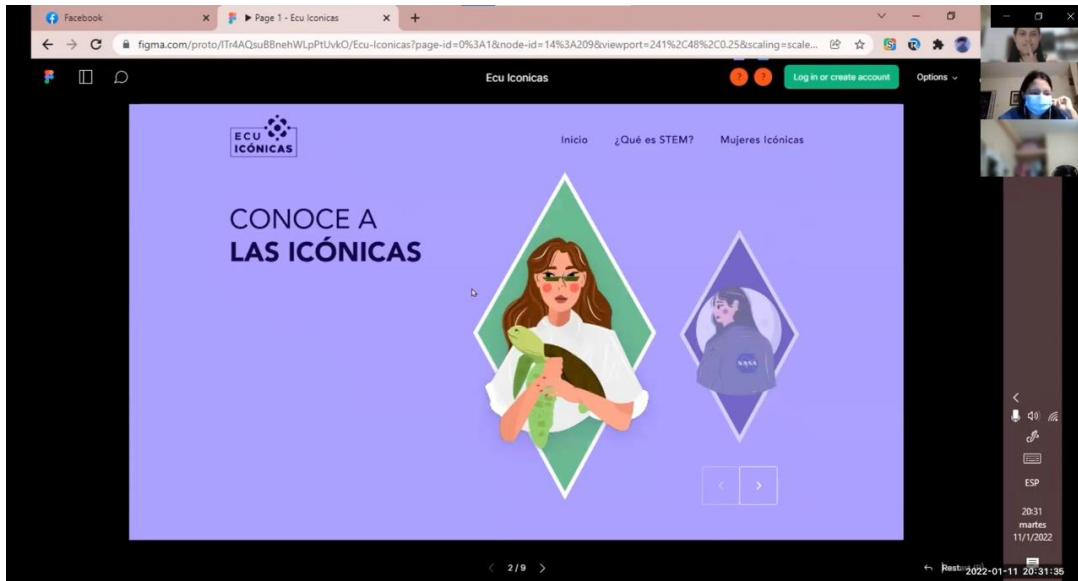 Facebook
Page 1 - Ecu Iconicas
figma.com/proto/ITr4AQsuB8nehWLpPtUvkO/Ecu-Iconicas?page-id=0%3A1&node-id=14%3A209&viewport=241%2C48%2C0.25&scaling=scale...
Ecu Iconicas
? ?
Log in or create account
Options
ECU
ICÓNICAS
Inicio ¿Qué es STEM? Mujeres Icónicas
CONOCE A
LAS ICÓNICAS
NASA
ESP
20:31
martes
11/1/2022
2/9
2022-01-11 20:31:35